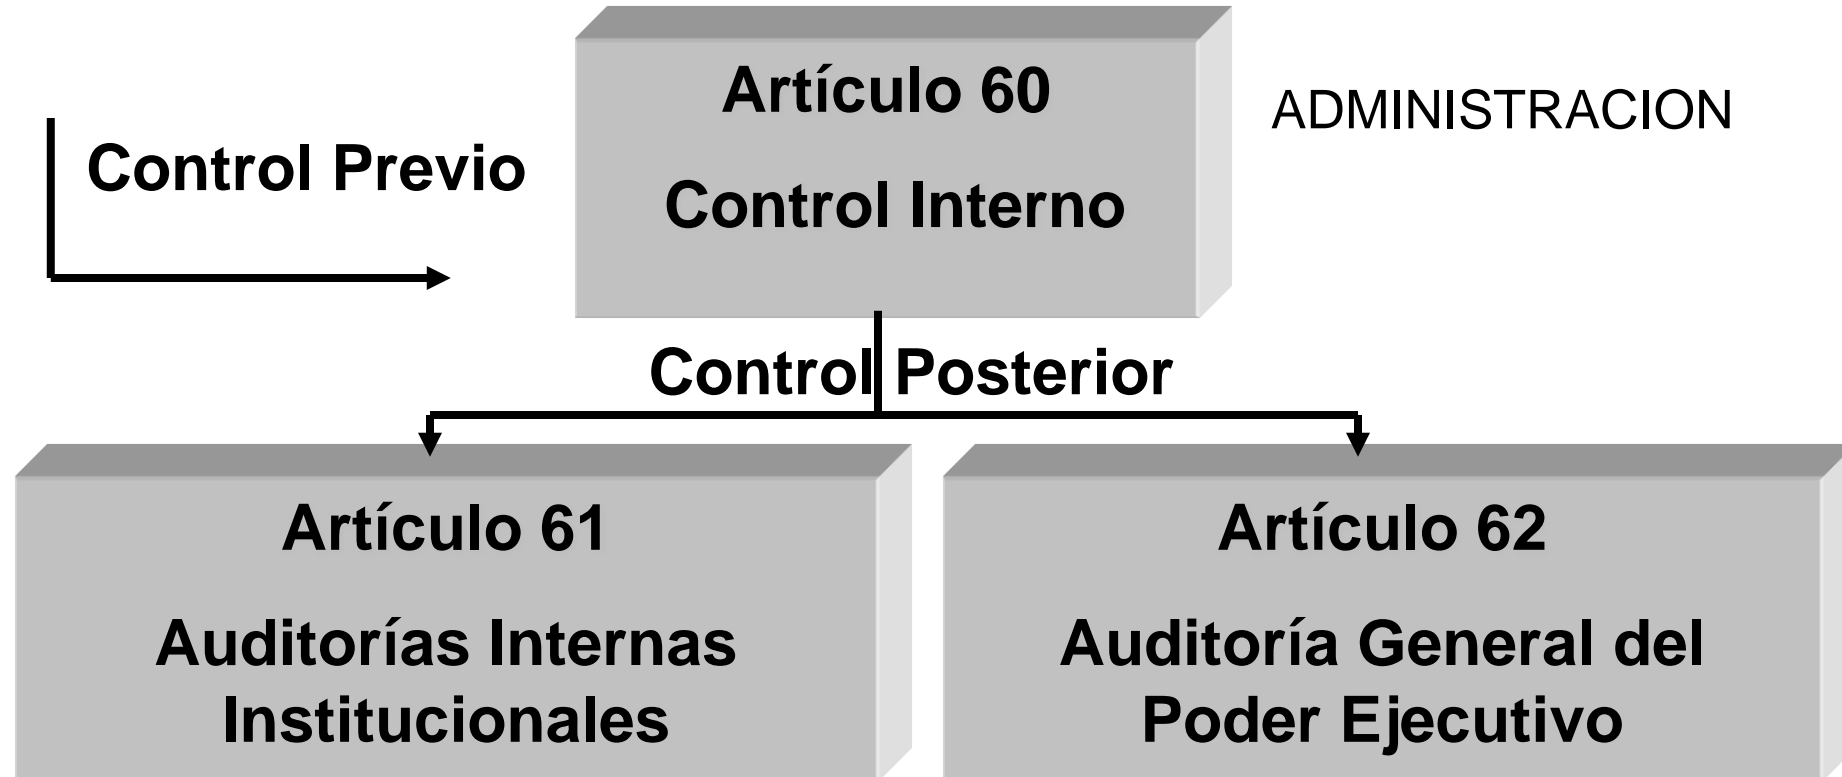 Artículo 60
Control Interno
ADMINISTRACION
Control Previo
Control Posterior
Artículo 61
Auditorías Internas
Institucionales
Artículo 62
Auditoría General del
Poder Ejecutivo